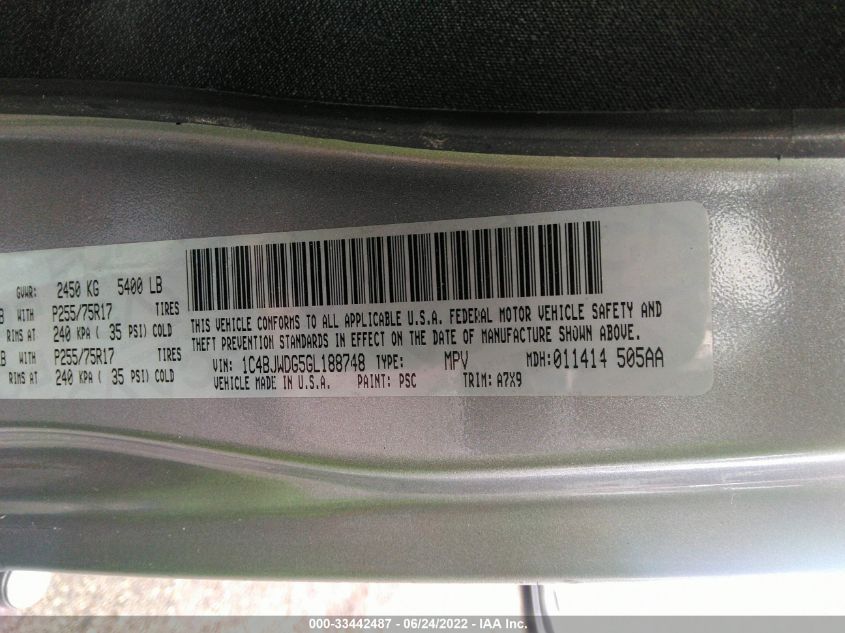 GVWR: 2450 KG 5400 LB
B WITH P255/75R17 TIRES
RIMS AT 240 KPA ( 35 PSI) COLD
LB WITH P255/75R17 TIRES
RIMS AT 240 KPA ( 35 PSI) COLD
THIS VEHICLE CONFORMS TO ALL APPLICABLE U.S.A. FEDERAL MOTOR VEHICLE SAFETY AND
THEFT PREVENTION STANDARDS IN EFFECT ON THE DATE OF MANUFACTURE SHOWN ABOVE.
VIN: 1C4BJWDG5GL188748 TYPE: MPV MDH: 011414 505AA
VEHICLE MADE IN U.S.A. PAINT: PSC TRIM: A7X9
000-33442487 - 06/24/2022 - IAA Inc.